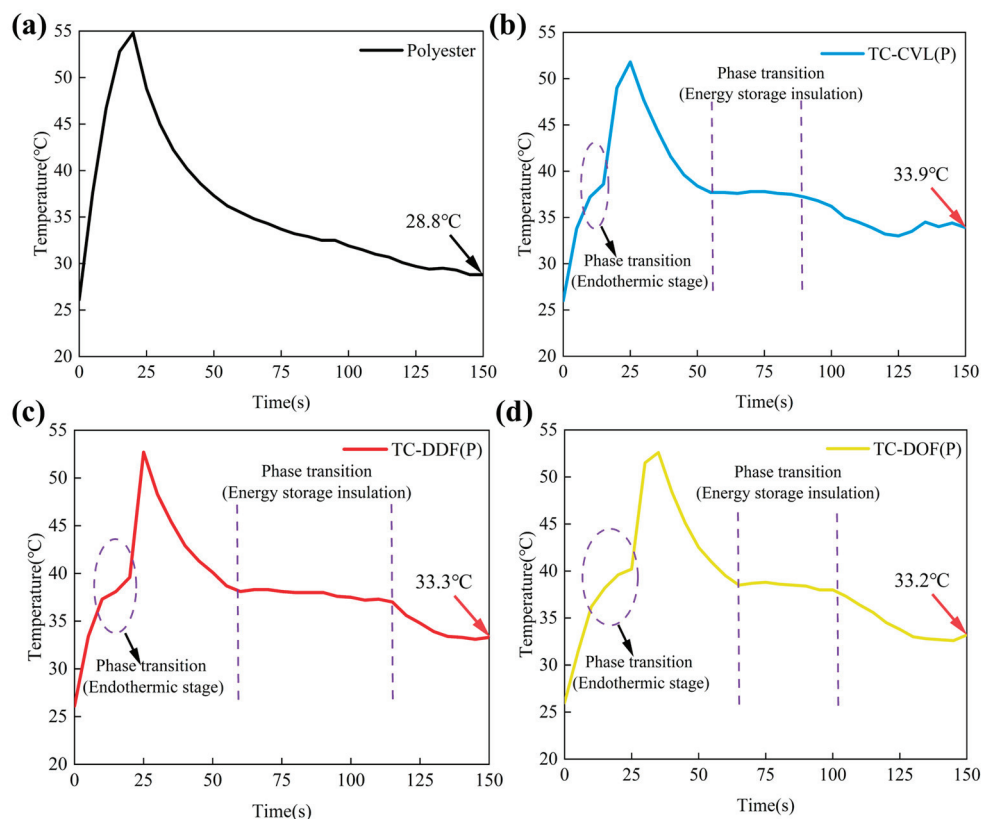 (a)
55
50
45
40
35
30
25
20
Temperature(℃)
Polyester
28.8℃
0 25 50 75 100 125 150
Time(s)
(b)
55
50
45
40
35
30
25
20
Temperature(℃)
TC-CVL(P)
Phase transition
(Energy storage insulation)
33.9℃
Phase transition
(Endothermic stage)
0 25 50 75 100 125 150
Time(s)
(c)
55
50
45
40
35
30
25
20
Temperature(℃)
TC-DDF(P)
Phase transition
(Energy storage insulation)
33.3℃
Phase transition
(Endothermic stage)
0 25 50 75 100 125 150
Time(s)
(d)
55
50
45
40
35
30
25
20
Temperature(℃)
TC-DOF(P)
Phase transition
(Energy storage insulation)
33.2℃
Phase transition
(Endothermic stage)
0 25 50 75 100 125 150
Time(s)